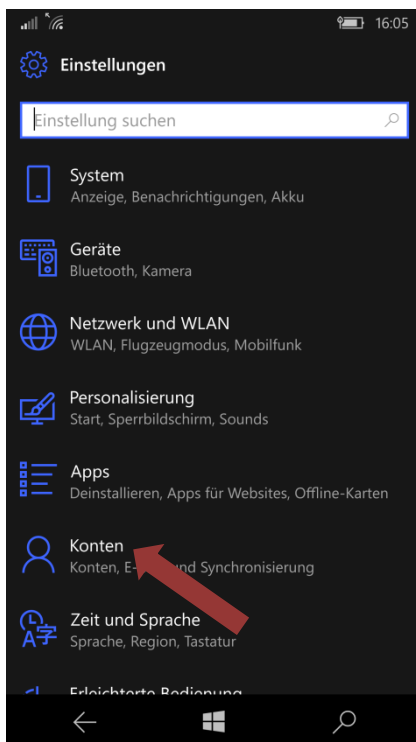 16:05
Einstellungen
Einstellung suchen
System
Anzeige, Benachrichtigungen, Akku
Geräte
Bluetooth, Kamera
Netzwerk und WLAN
WLAN, Flugzeugmodus, Mobilfunk
Personalisierung
Start, Sperrbildschirm, Sounds
Apps
Deinstallieren, Apps für Websites, Offline-Karten
Konten
Konten, und Synchronisierung
Zeit und Sprache
Sprache, Region, Tastatur
Erleichterte Bedienung